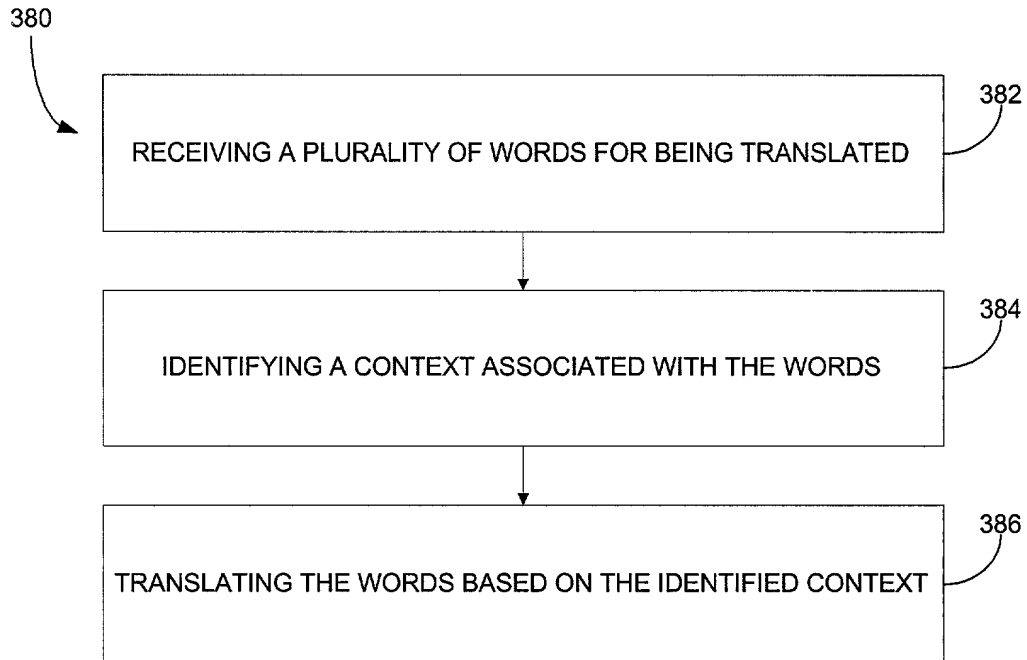 380
382
RECEIVING A PLURALITY OF WORDS FOR BEING TRANSLATED
384
IDENTIFYING A CONTEXT ASSOCIATED WITH THE WORDS
386
TRANSLATING THE WORDS BASED ON THE IDENTIFIED CONTEXT